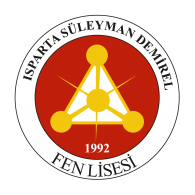 ISPARTA SÜLEYMAN DEMİREL
1992
FEN LİSESİ